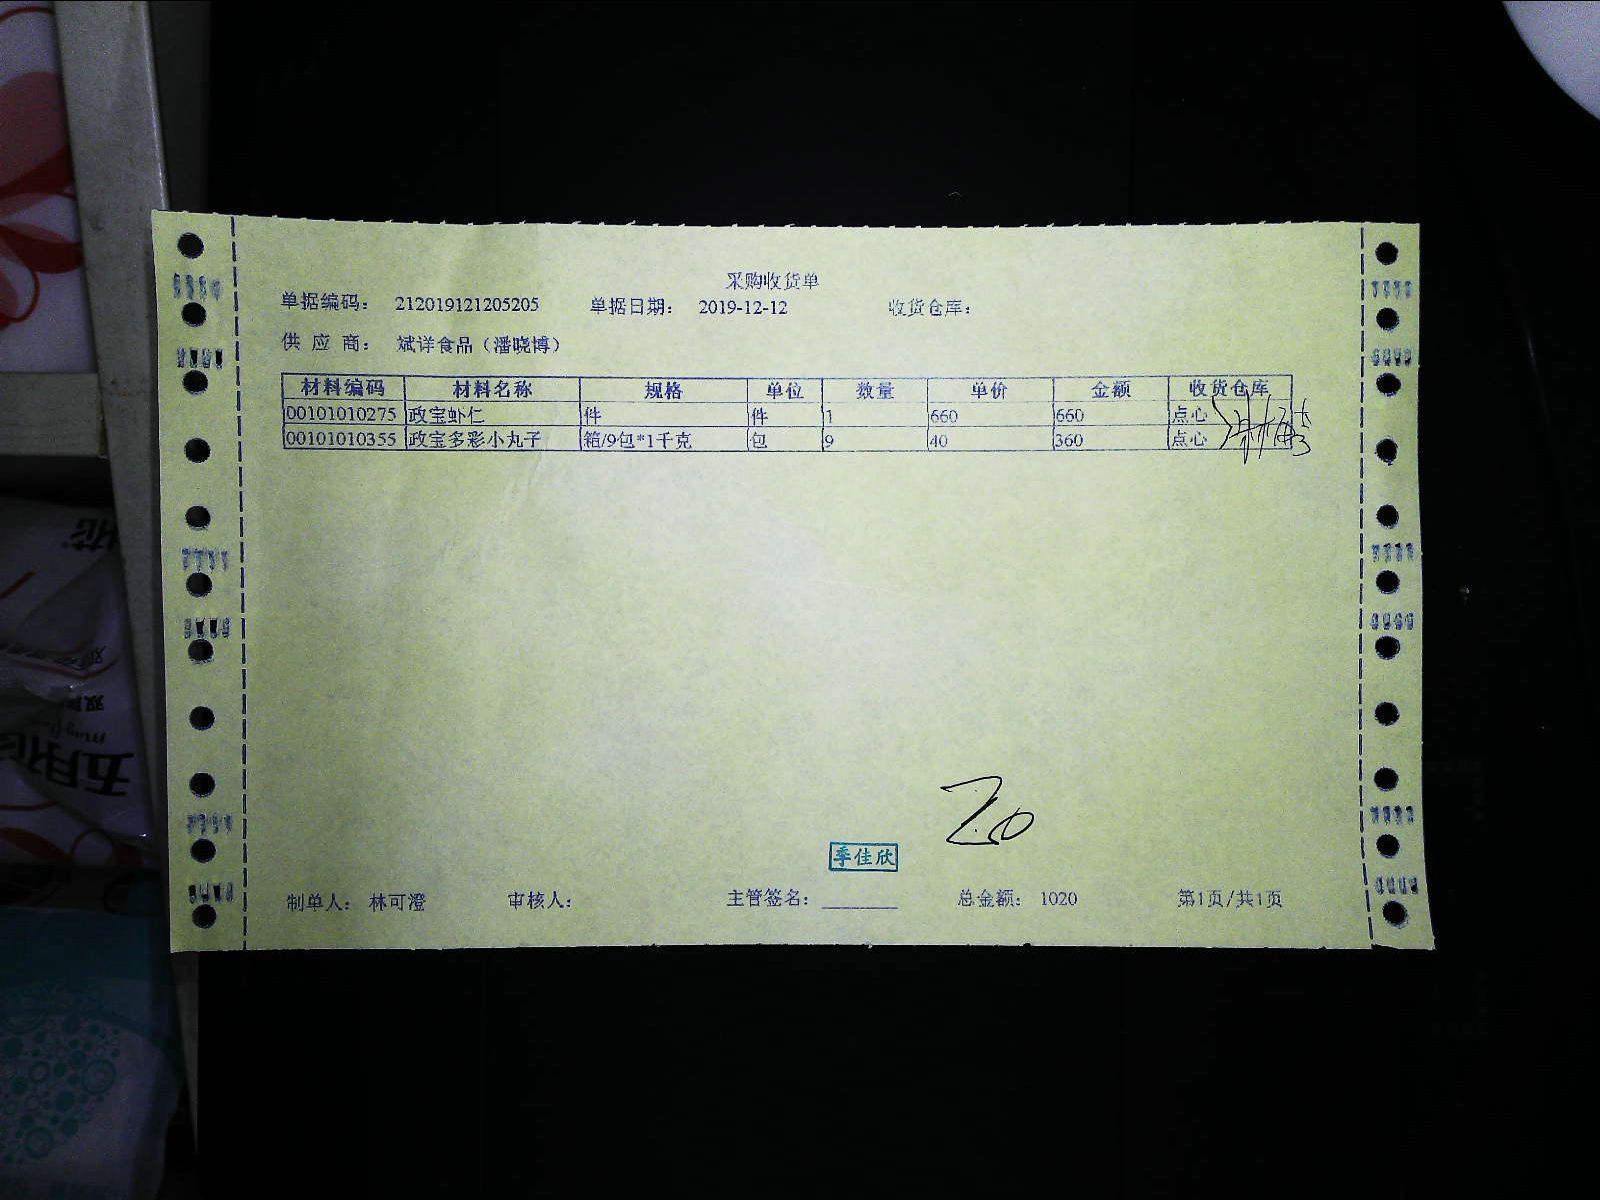 采购收货单
单据编码： 212019121205205 单据日期： 2019-12-12 收货仓库：
供 应 商： 斌详食品（潘晓博）
材料编码 材料名称 规格 单位 数量 单价 金额 收货仓库
00101010275 政宝虾仁 件 件 1 660 660 点心
00101010355 政宝多彩小丸子 箱/9包*1千克 包 9 40 360 点心
季佳欣
制单人： 林可澄 审核人： 主管签名： ________ 总金额： 1020 第1页/共1页
五月花